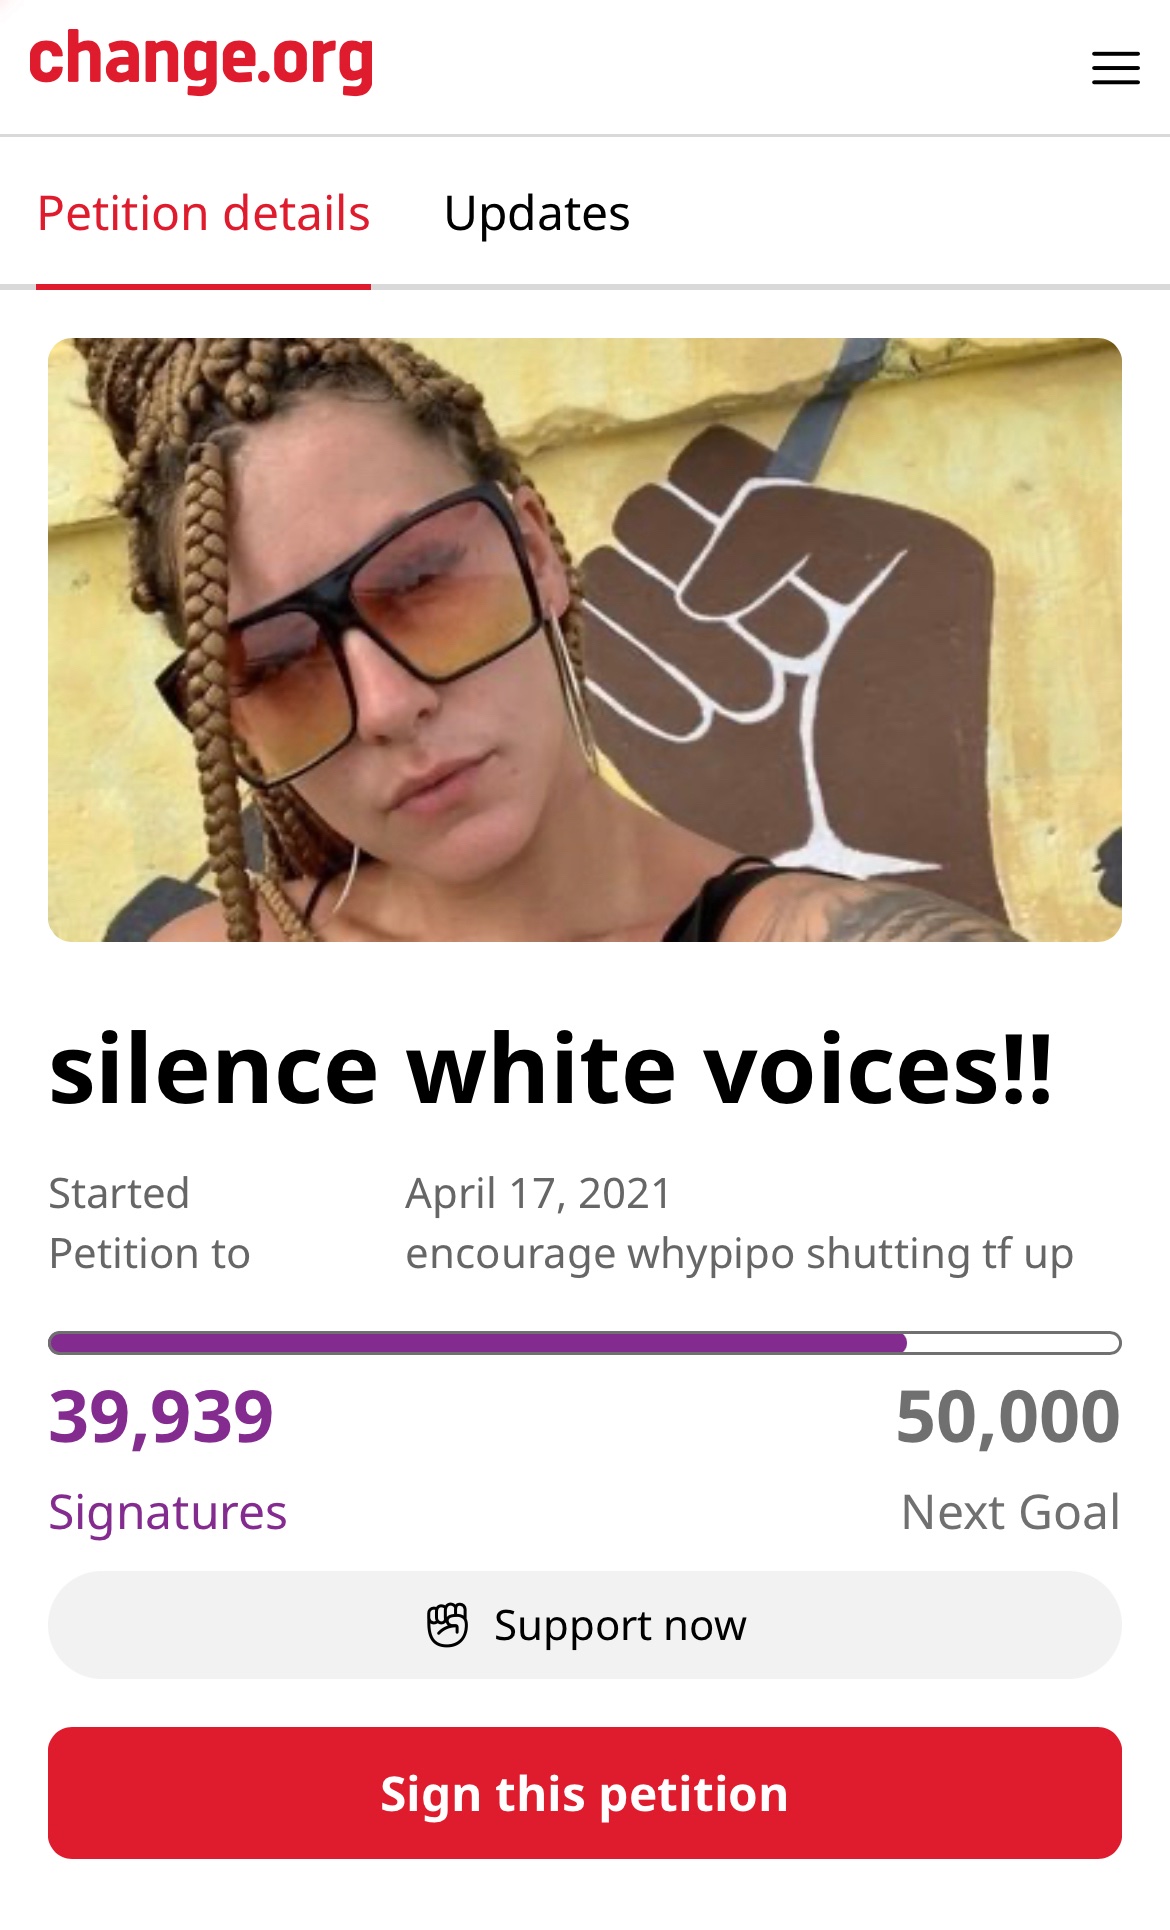 change.org
Petition details Updates
silence white voices!!
Started April 17, 2021
Petition to encourage whypipo shutting tf up
39,939 50,000
Signatures Next Goal
Support now
Sign this petition